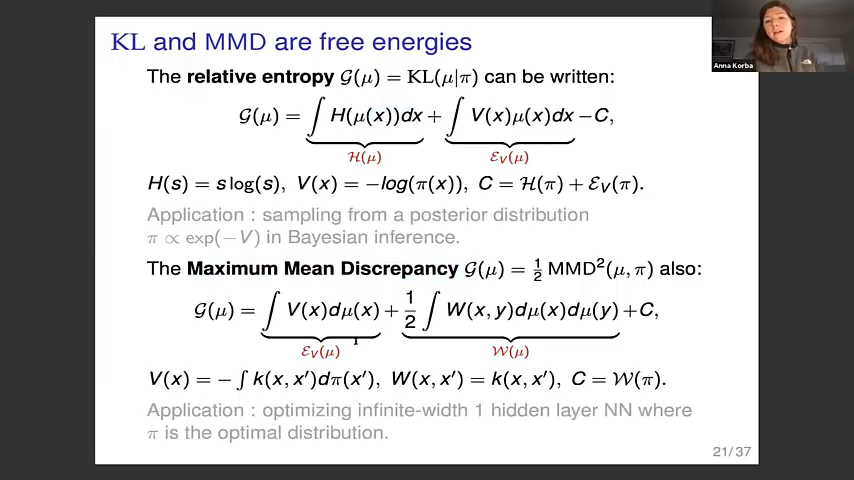 KL and MMD are free energies
The relative entropy 𝒢(μ) = KL(μ|π) can be written:
𝒢(μ) = ∫ H(μ(x))dx + ∫ V(x)μ(x)dx − C,
ℋ(μ) ℰ_V(μ)
H(s) = s log(s), V(x) = −log(π(x)), C = ℋ(π) + ℰ_V(π).
Application : sampling from a posterior distribution
π ∝ exp(−V) in Bayesian inference.
The Maximum Mean Discrepancy 𝒢(μ) = ½ MMD²(μ, π) also:
𝒢(μ) = ∫ V(x)dμ(x) + 1/2 ∫ W(x, y)dμ(x)dμ(y) + C,
ℰ_V(μ) 𝒲(μ)
V(x) = − ∫ k(x, x′)dπ(x′), W(x, x′) = k(x, x′), C = 𝒲(π).
Application : optimizing infinite-width 1 hidden layer NN where
π is the optimal distribution.
21/37
Anna Korba